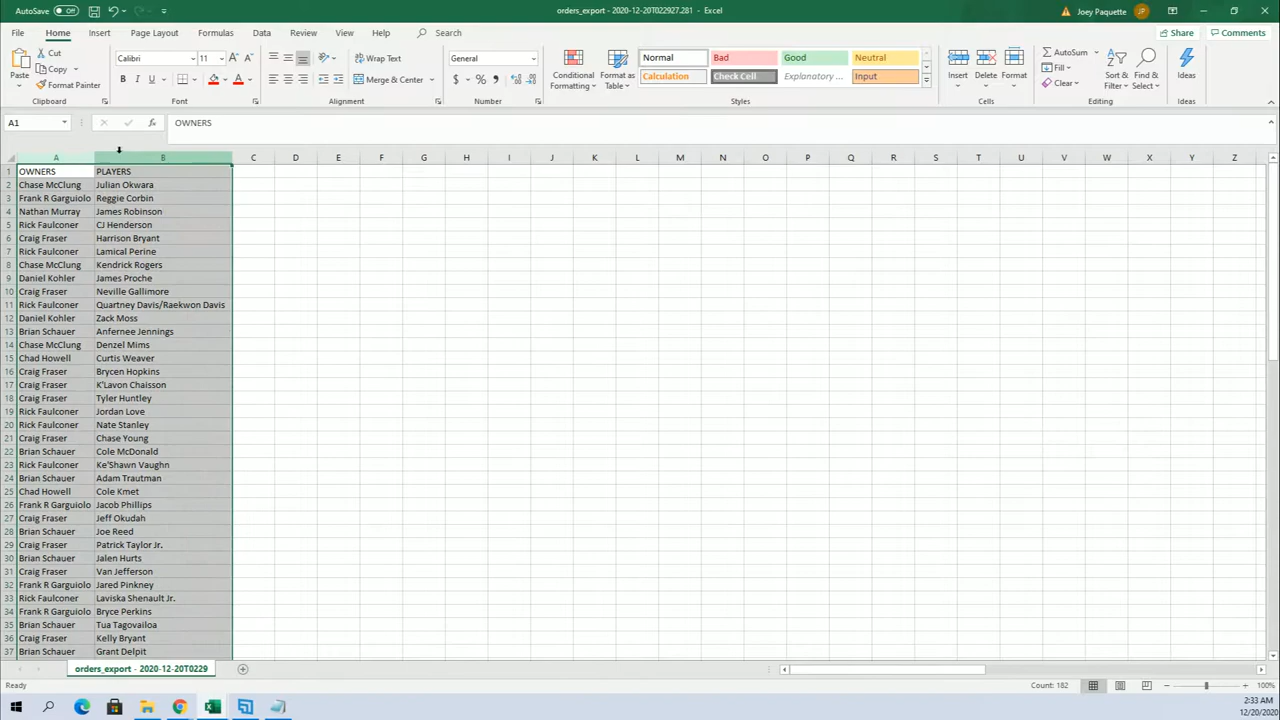 AutoSave Off
orders_export - 2020-12-20T022927.281 - Excel
Joey Paquette JP
File Home Insert Page Layout Formulas Data Review View Help Search
Share Comments
Paste
Cut
Copy
Format Painter
Clipboard
Calibri 11
B I U
Font
Wrap Text
Merge & Center
Alignment
General
$ % ,
Number
Conditional Formatting
Format as Table
Normal Bad Good Neutral
Calculation Check Cell Explanatory ... Input
Styles
Insert Delete Format
Cells
AutoSum
Fill
Clear
Sort & Filter
Find & Select
Editing
Ideas
Ideas
A1 fx OWNERS
A B C D E F G H I J K L M N O P Q R S T U V W X Y Z
1 OWNERS PLAYERS
2 Chase McClung Julian Okwara
3 Frank R Garguiolo Reggie Corbin
4 Nathan Murray James Robinson
5 Rick Faulconer CJ Henderson
6 Craig Fraser Harrison Bryant
7 Rick Faulconer Lamical Perine
8 Chase McClung Kendrick Rogers
9 Daniel Kohler James Proche
10 Craig Fraser Neville Gallimore
11 Rick Faulconer Quartney Davis/Raekwon Davis
12 Daniel Kohler Zack Moss
13 Brian Schauer Anfernee Jennings
14 Chase McClung Denzel Mims
15 Chad Howell Curtis Weaver
16 Craig Fraser Brycen Hopkins
17 Craig Fraser K'Lavon Chaisson
18 Craig Fraser Tyler Huntley
19 Rick Faulconer Jordan Love
20 Rick Faulconer Nate Stanley
21 Craig Fraser Chase Young
22 Brian Schauer Cole McDonald
23 Rick Faulconer Ke'Shawn Vaughn
24 Brian Schauer Adam Trautman
25 Chad Howell Cole Kmet
26 Frank R Garguiolo Jacob Phillips
27 Craig Fraser Jeff Okudah
28 Brian Schauer Joe Reed
29 Craig Fraser Patrick Taylor Jr.
30 Brian Schauer Jalen Hurts
31 Craig Fraser Van Jefferson
32 Frank R Garguiolo Jared Pinkney
33 Rick Faulconer Laviska Shenault Jr.
34 Frank R Garguiolo Bryce Perkins
35 Brian Schauer Tua Tagovailoa
36 Craig Fraser Kelly Bryant
37 Brian Schauer Grant Delpit
orders_export - 2020-12-20T0229
Ready
Count: 182
100%
2:33 AM
12/20/2020